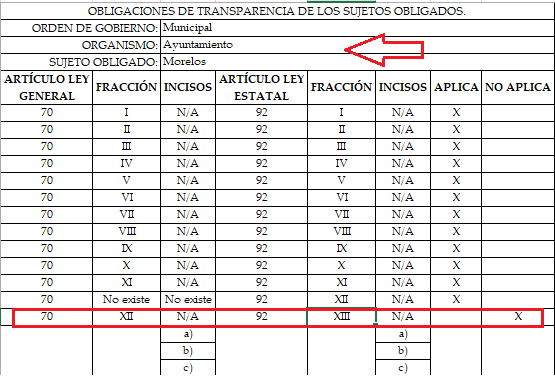 OBLIGACIONES DE TRANSPARENCIA DE LOS SUJETOS OBLIGADOS.
ORDEN DE GOBIERNO: Municipal
ORGANISMO: Ayuntamiento
SUJETO OBLIGADO: Morelos
ARTÍCULO LEY GENERAL FRACCIÓN INCISOS ARTÍCULO LEY ESTATAL FRACCIÓN INCISOS APLICA NO APLICA
70 I N/A 92 I N/A X
70 II N/A 92 II N/A X
70 III N/A 92 III N/A X
70 IV N/A 92 IV N/A X
70 V N/A 92 V N/A X
70 VI N/A 92 VI N/A X
70 VII N/A 92 VII N/A X
70 VIII N/A 92 VIII N/A X
70 IX N/A 92 IX N/A X
70 X N/A 92 X N/A X
70 XI N/A 92 XI N/A X
70 No existe No existe 92 XII N/A X
70 XII N/A 92 XIII N/A X
a) a)
b) b)
c) c)